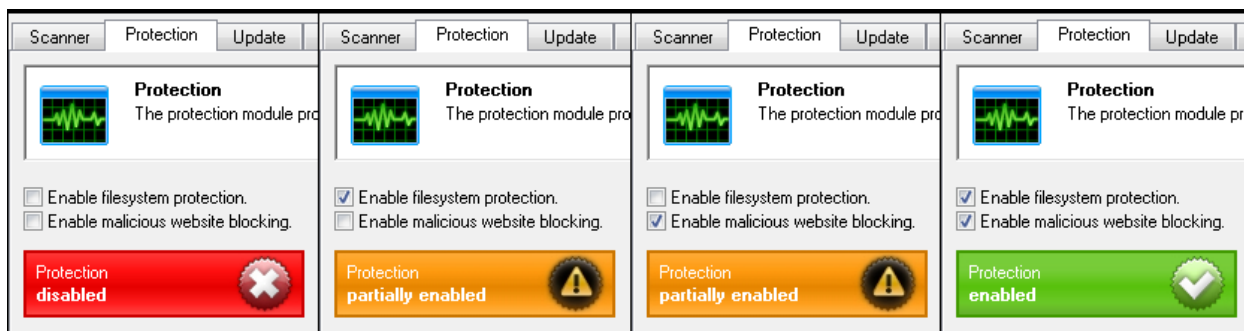 Scanner Protection Update
Protection
The protection module pro
Enable filesystem protection.
Enable malicious website blocking.
Protection
disabled
Scanner Protection Update
Protection
The protection module pro
Enable filesystem protection.
Enable malicious website blocking.
Protection
partially enabled
Scanner Protection Update
Protection
The protection module pro
Enable filesystem protection.
Enable malicious website blocking.
Protection
partially enabled
Scanner Protection Update
Protection
The protection module pr
Enable filesystem protection.
Enable malicious website blocking.
Protection
enabled